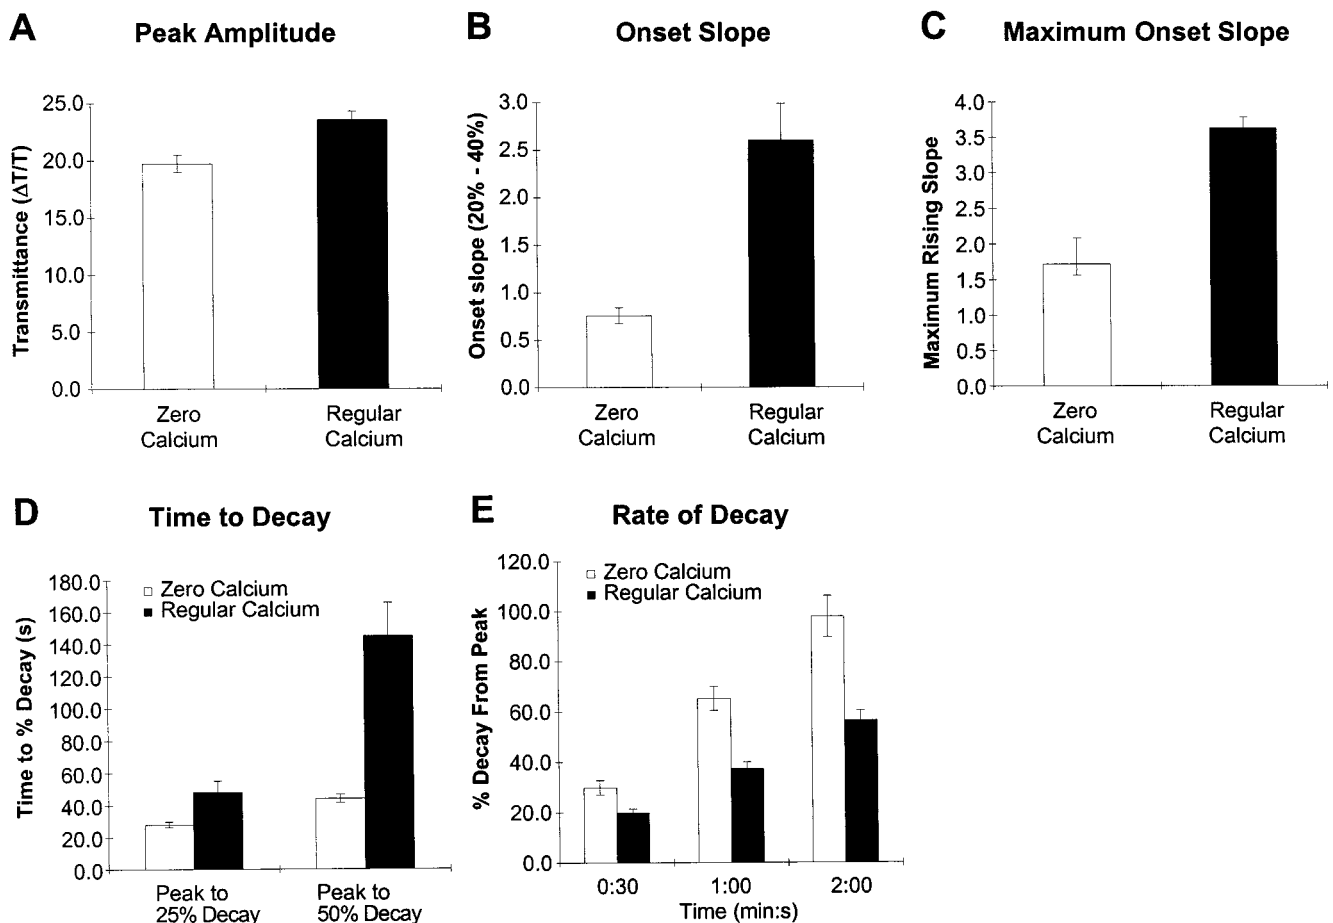 A Peak Amplitude
Transmittance (ΔT/T)
25.0
20.0
15.0
10.0
5.0
0.0
Zero Calcium
Regular Calcium
B Onset Slope
Onset slope (20% - 40%)
3.0
2.5
2.0
1.5
1.0
0.5
0.0
Zero Calcium
Regular Calcium
C Maximum Onset Slope
Maximum Rising Slope
4.0
3.5
3.0
2.5
2.0
1.5
1.0
0.5
0.0
Zero Calcium
Regular Calcium
D Time to Decay
Time to % Decay (s)
180.0
160.0
140.0
120.0
100.0
80.0
60.0
40.0
20.0
0.0
Zero Calcium
Regular Calcium
Peak to 25% Decay
Peak to 50% Decay
E Rate of Decay
% Decay From Peak
120.0
100.0
80.0
60.0
40.0
20.0
0.0
Zero Calcium
Regular Calcium
0:30
1:00
2:00
Time (min:s)